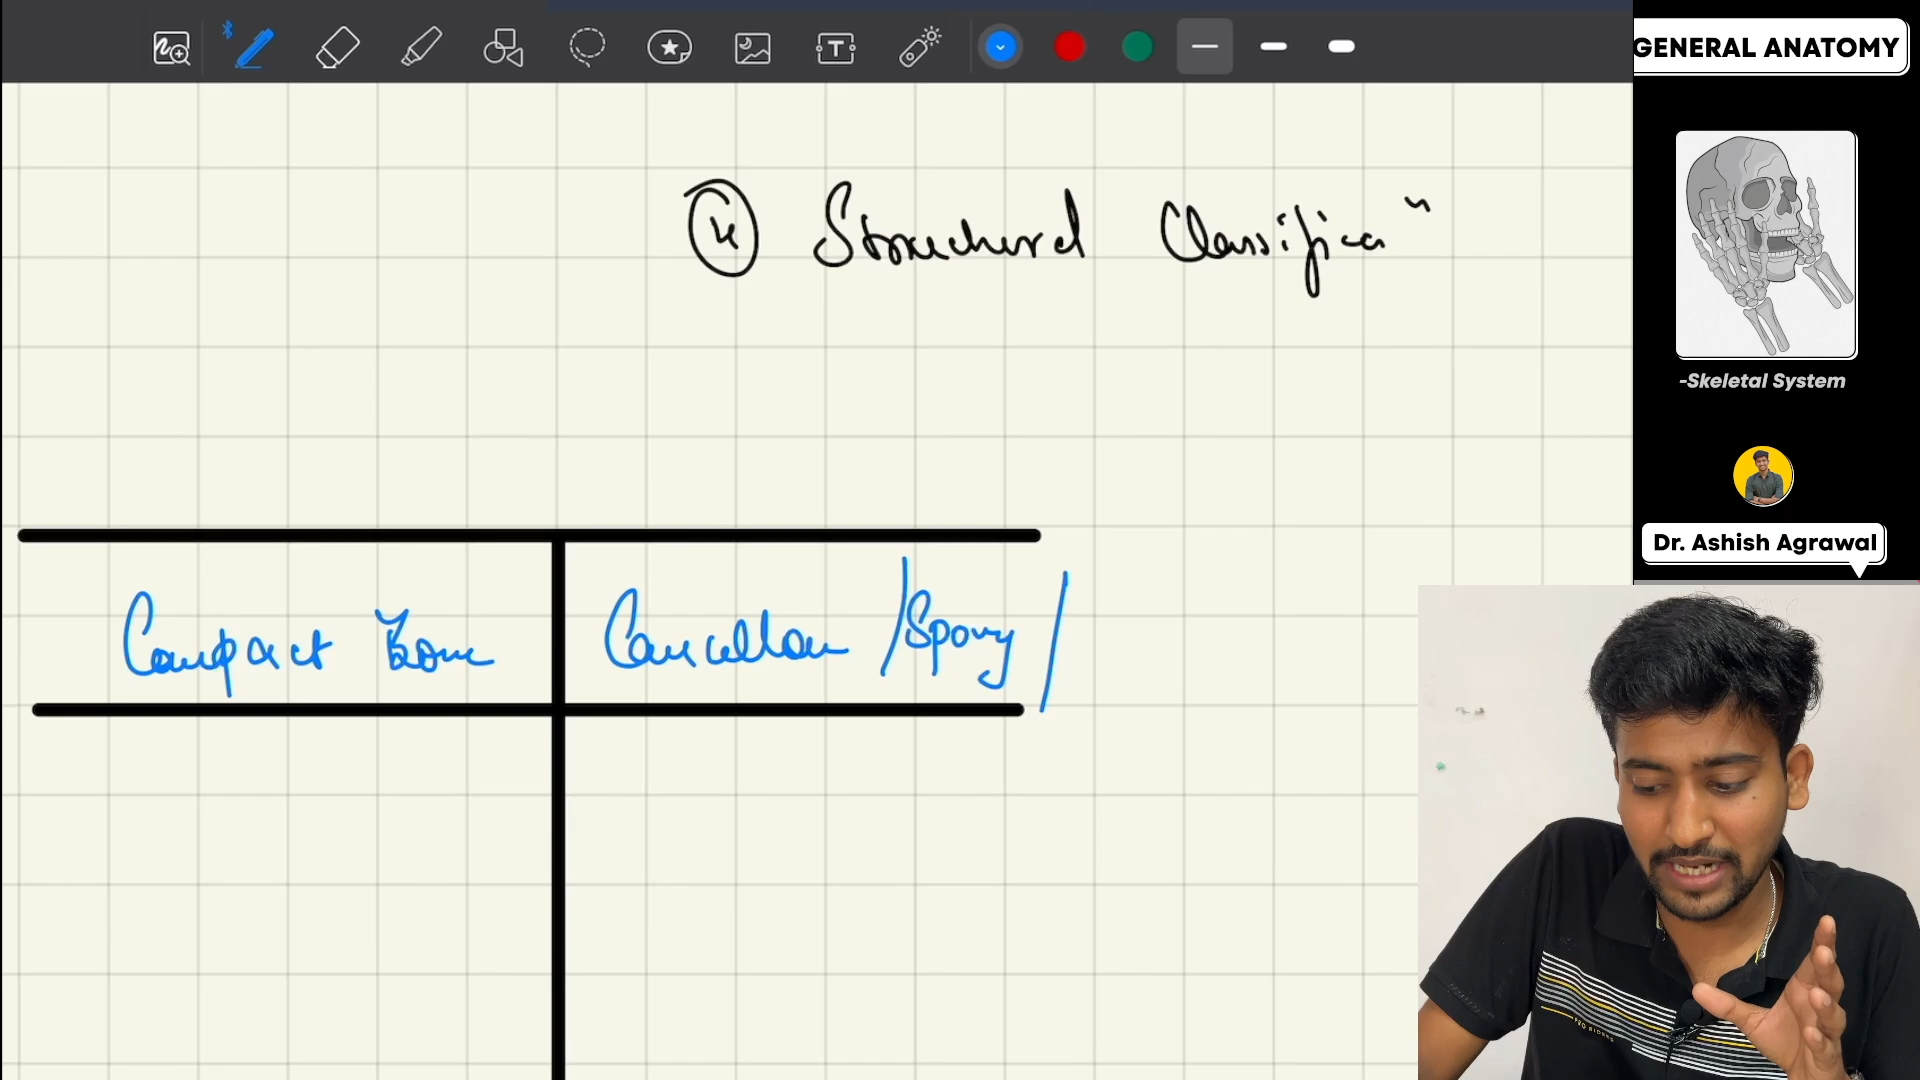 GENERAL ANATOMY
④ Structural Classifica^n
-Skeletal System
Dr. Ashish Agrawal
Compact Bone
Cancellous /Spongy/